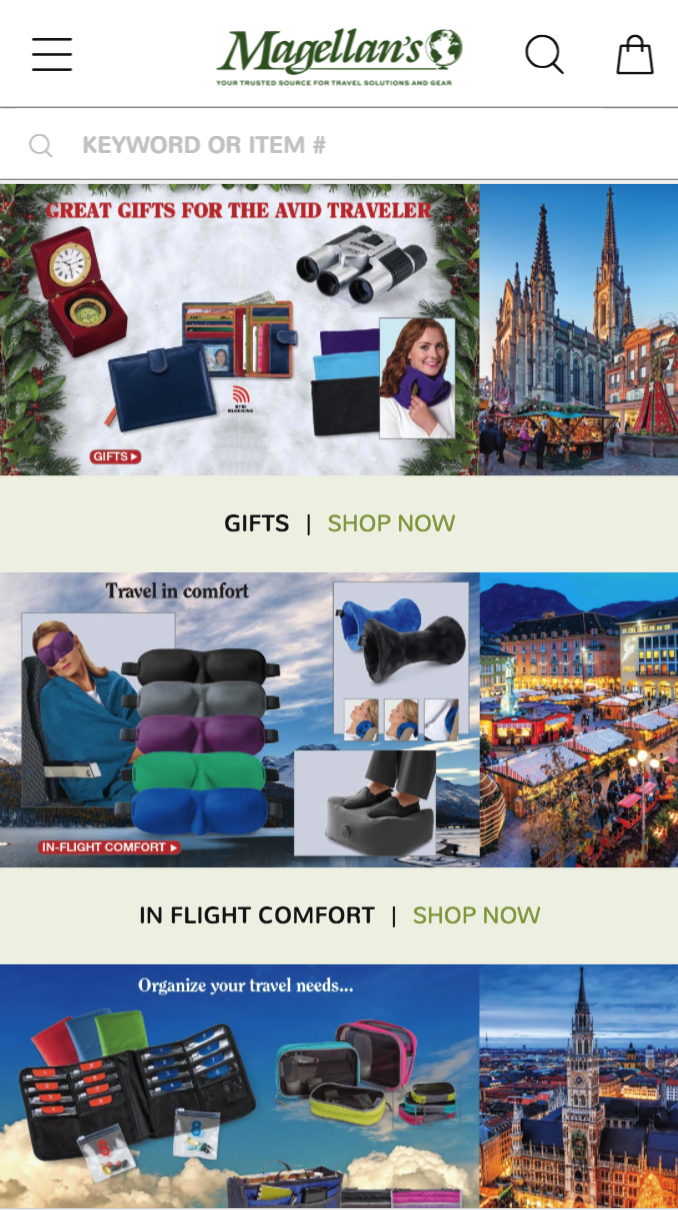 Magellan's
YOUR TRUSTED SOURCE FOR TRAVEL SOLUTIONS AND GEAR
KEYWORD OR ITEM #
GREAT GIFTS FOR THE AVID TRAVELER
RFID
BLOCKING
GIFTS
GIFTS | SHOP NOW
Travel in comfort
IN-FLIGHT COMFORT
IN FLIGHT COMFORT | SHOP NOW
Organize your travel needs...
8
8